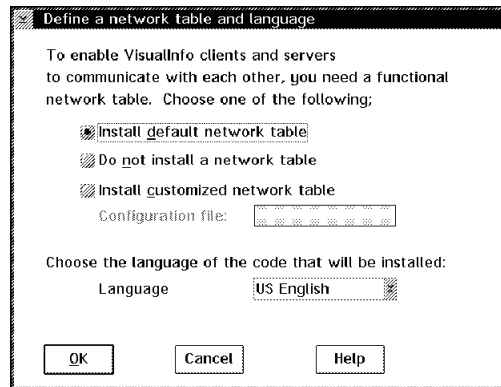 Define a network table and language
To enable VisualInfo clients and servers
to communicate with each other, you need a functional
network table. Choose one of the following;
Install default network table
Do not install a network table
Install customized network table
Configuration file:
Choose the language of the code that will be installed:
Language US English
OK Cancel Help